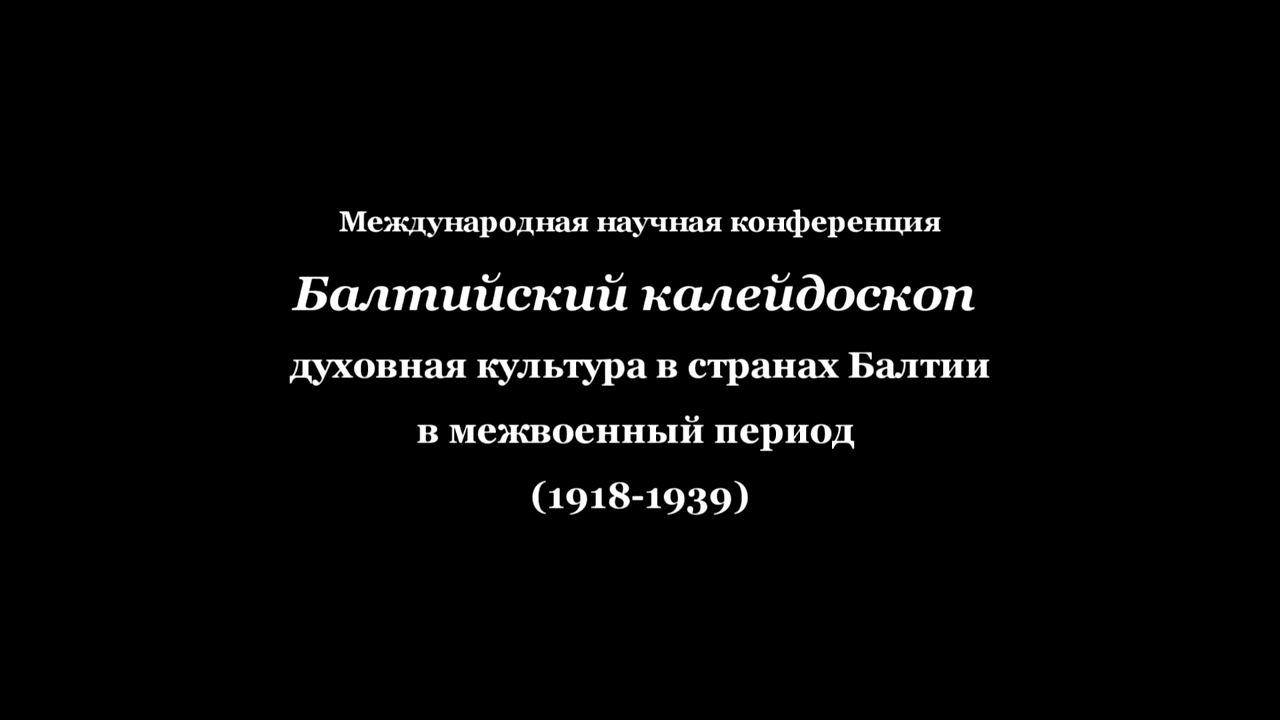 Международная научная конференция
Балтийский калейдоскоп
духовная культура в странах Балтии
в межвоенный период
(1918-1939)